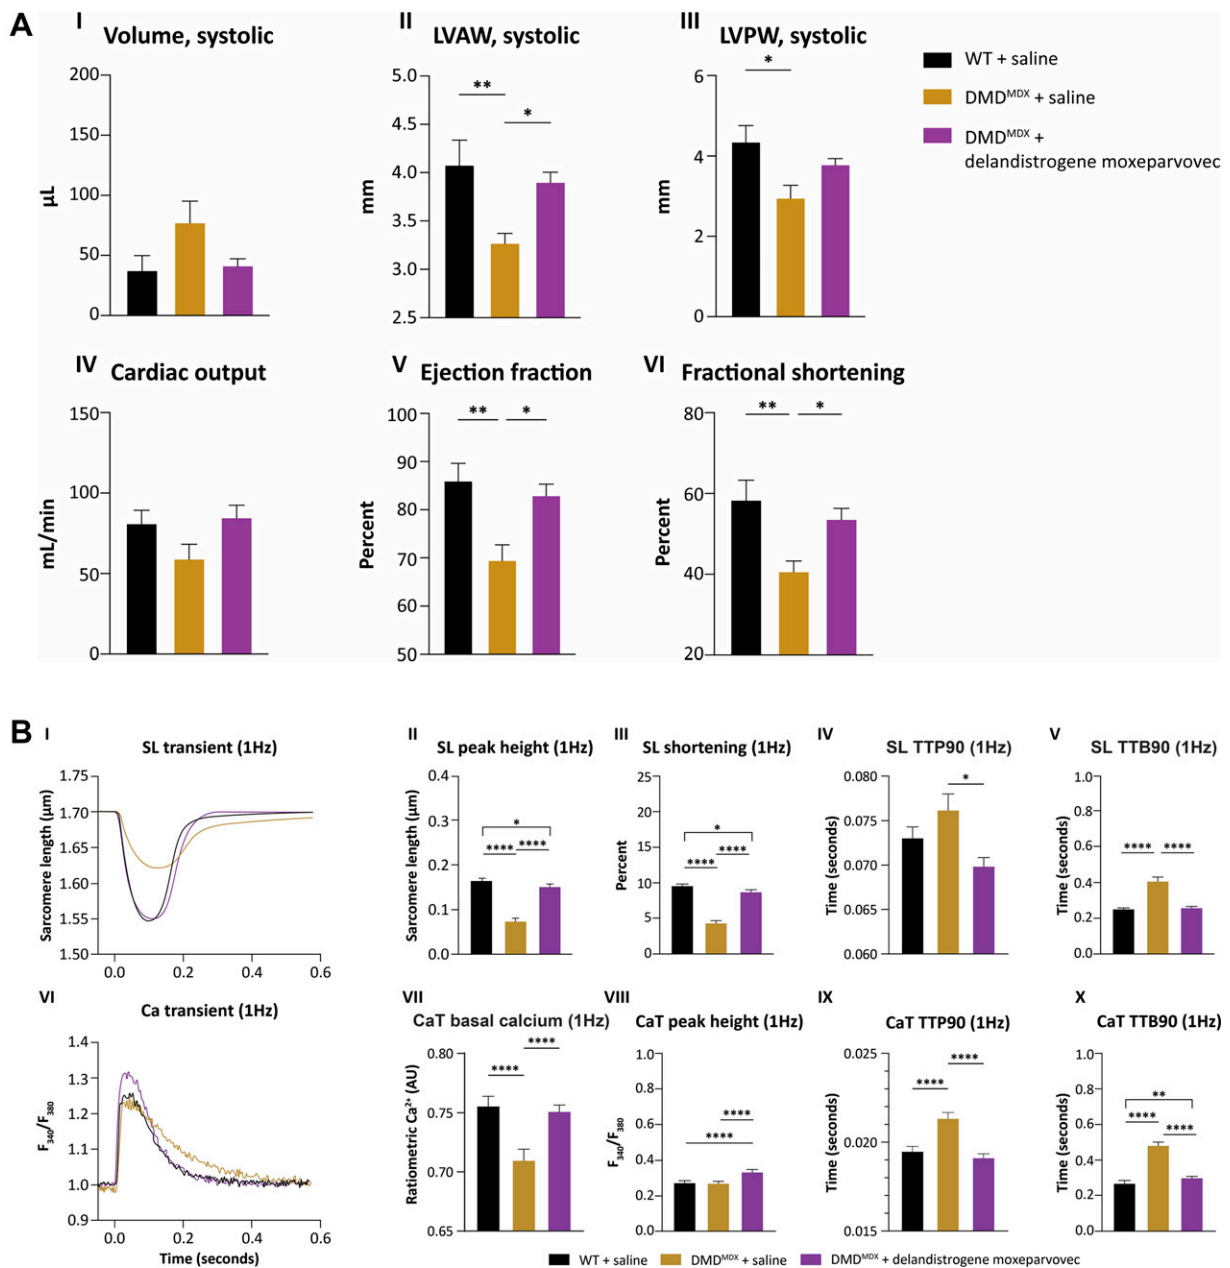 A
I
Volume, systolic
200
150
100
50
0
µL
II
LVAW, systolic
5.0
4.5
4.0
3.5
3.0
2.5
mm
**
*
III
LVPW, systolic
6
4
2
0
mm
*
WT + saline
DMDMDX + saline
DMDMDX +
delandistrogene moxeparvovec
IV
Cardiac output
150
100
50
0
mL/min
V
Ejection fraction
100
90
80
70
60
50
Percent
**
*
VI
Fractional shortening
80
60
40
20
Percent
**
*
B
I
SL transient (1Hz)
1.75
1.70
1.65
1.60
1.55
1.50
Sarcomere length (µm)
0.0 0.2 0.4 0.6
II
SL peak height (1Hz)
0.4
0.3
0.2
0.1
0.0
Sarcomere length (µm)
*
**** ****
III
SL shortening (1Hz)
25
20
15
10
5
0
Percent
*
**** ****
IV
SL TTP90 (1Hz)
0.080
0.075
0.070
0.065
0.060
Time (seconds)
*
V
SL TTB90 (1Hz)
1.0
0.8
0.6
0.4
0.2
0.0
Time (seconds)
**** ****
VI
Ca transient (1Hz)
1.4
1.3
1.2
1.1
1.0
0.9
F340/F380
0.0 0.2 0.4 0.6
Time (seconds)
VII
CaT basal calcium (1Hz)
0.80
0.75
0.70
0.65
Ratiometric Ca2+ (AU)
****
****
VIII
CaT peak height (1Hz)
1.0
0.8
0.6
0.4
0.2
0.0
F340/F380
****
****
IX
CaT TTP90 (1Hz)
0.025
0.020
0.015
Time (seconds)
****
****
X
CaT TTB90 (1Hz)
1.0
0.8
0.6
0.4
0.2
0.0
Time (seconds)
**
****
****
WT + saline DMDMDX + saline DMDMDX + delandistrogene moxeparvovec